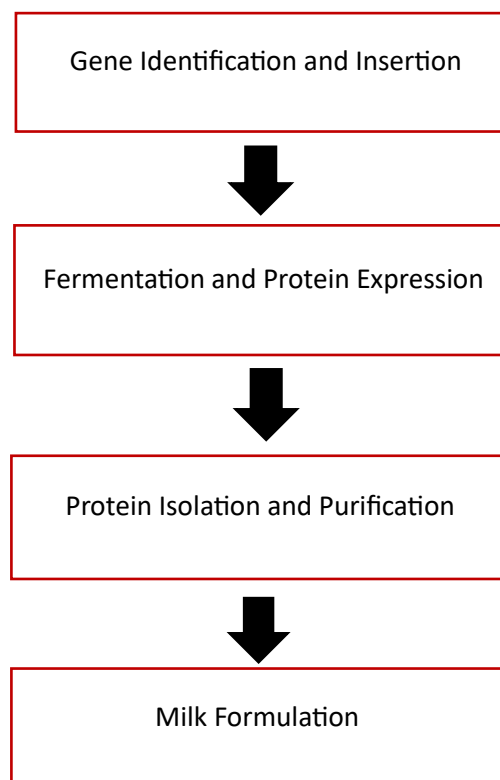 Gene Identification and Insertion
Fermentation and Protein Expression
Protein Isolation and Purification
Milk Formulation